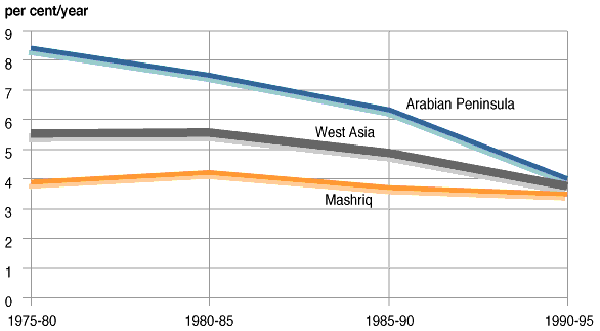 per cent/year
9
8
7
6
5
4
3
2
1
0
Arabian Peninsula
West Asia
Mashriq
1975-80 1980-85 1985-90 1990-95